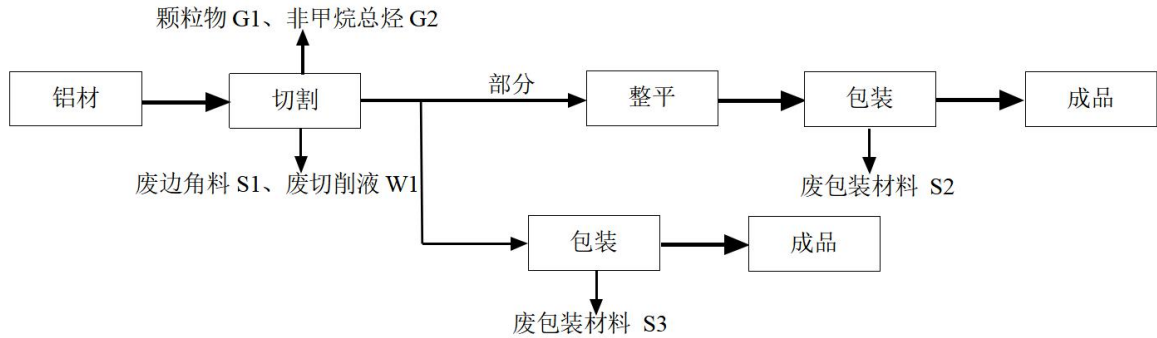 颗粒物 G1、非甲烷总烃 G2
铝材
切割
部分
整平
包装
成品
废边角料 S1、废切削液 W1
废包装材料 S2
包装
成品
废包装材料 S3